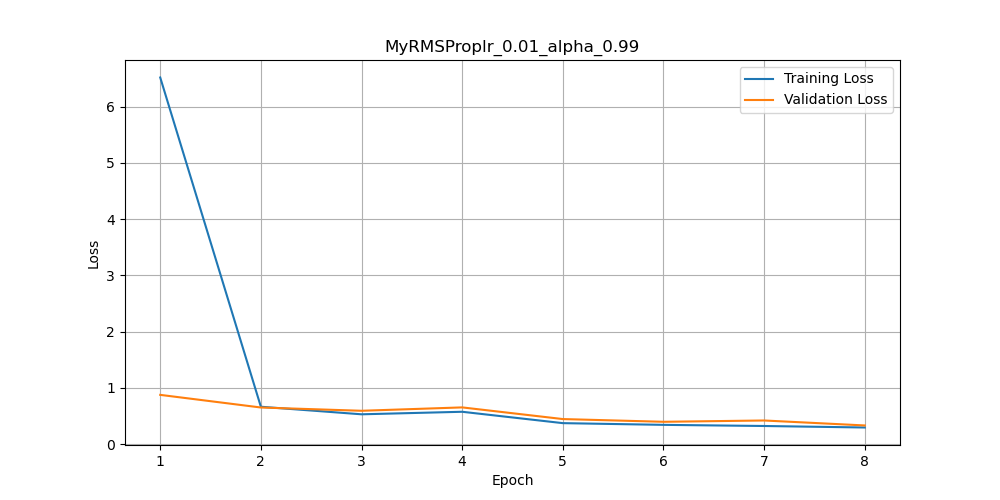 MyRMSProplr_0.01_alpha_0.99
Training Loss
Validation Loss
Loss
6
5
4
3
2
1
0
1 2 3 4 5 6 7 8
Epoch